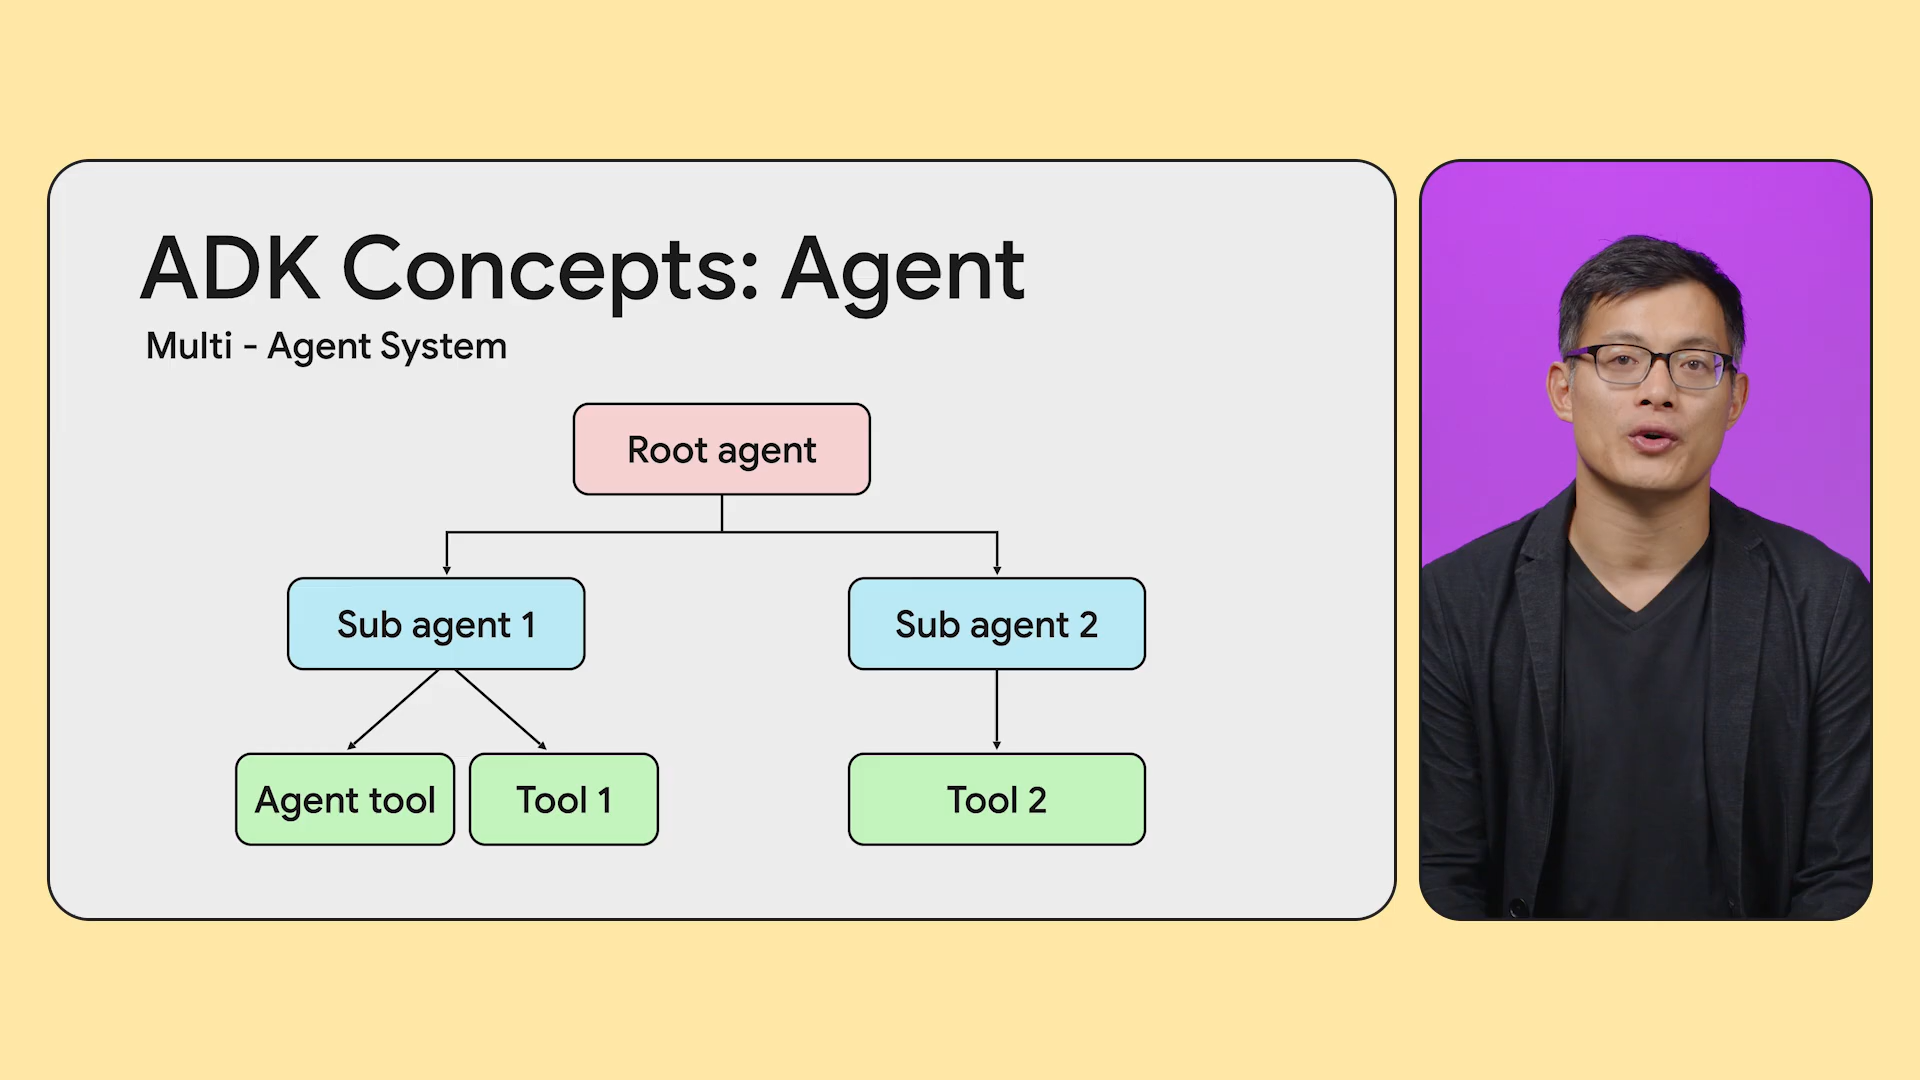 ADK Concepts: Agent
Multi - Agent System
Root agent
Sub agent 1
Sub agent 2
Agent tool
Tool 1
Tool 2